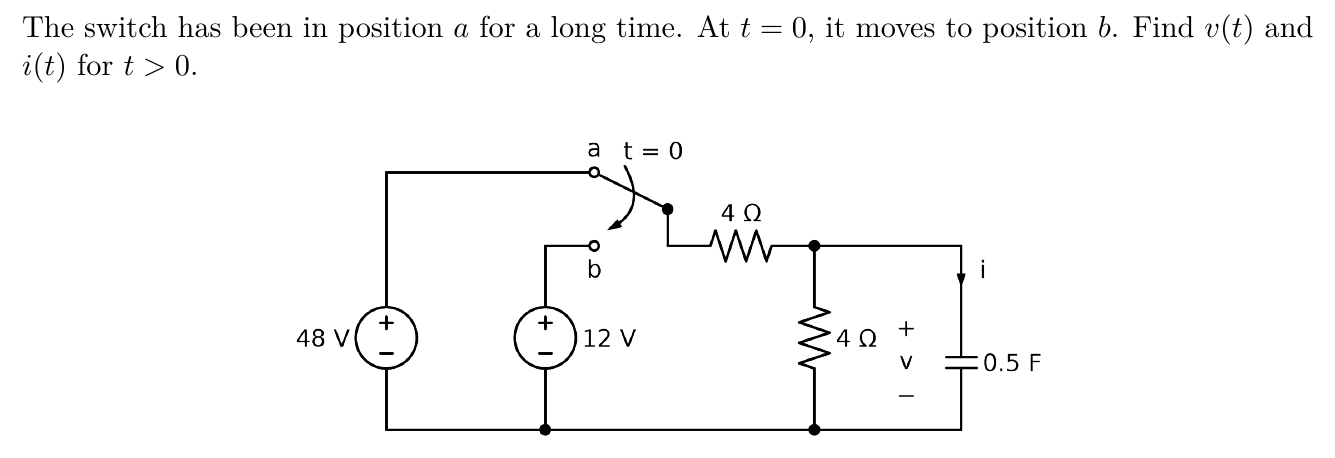 The switch has been in position a for a long time. At t = 0, it moves to position b. Find v(t) and
i(t) for t > 0.
a t = 0
4 Ω
b
i
48 V
+
−
+
−
12 V
4 Ω
+
v
−
0.5 F